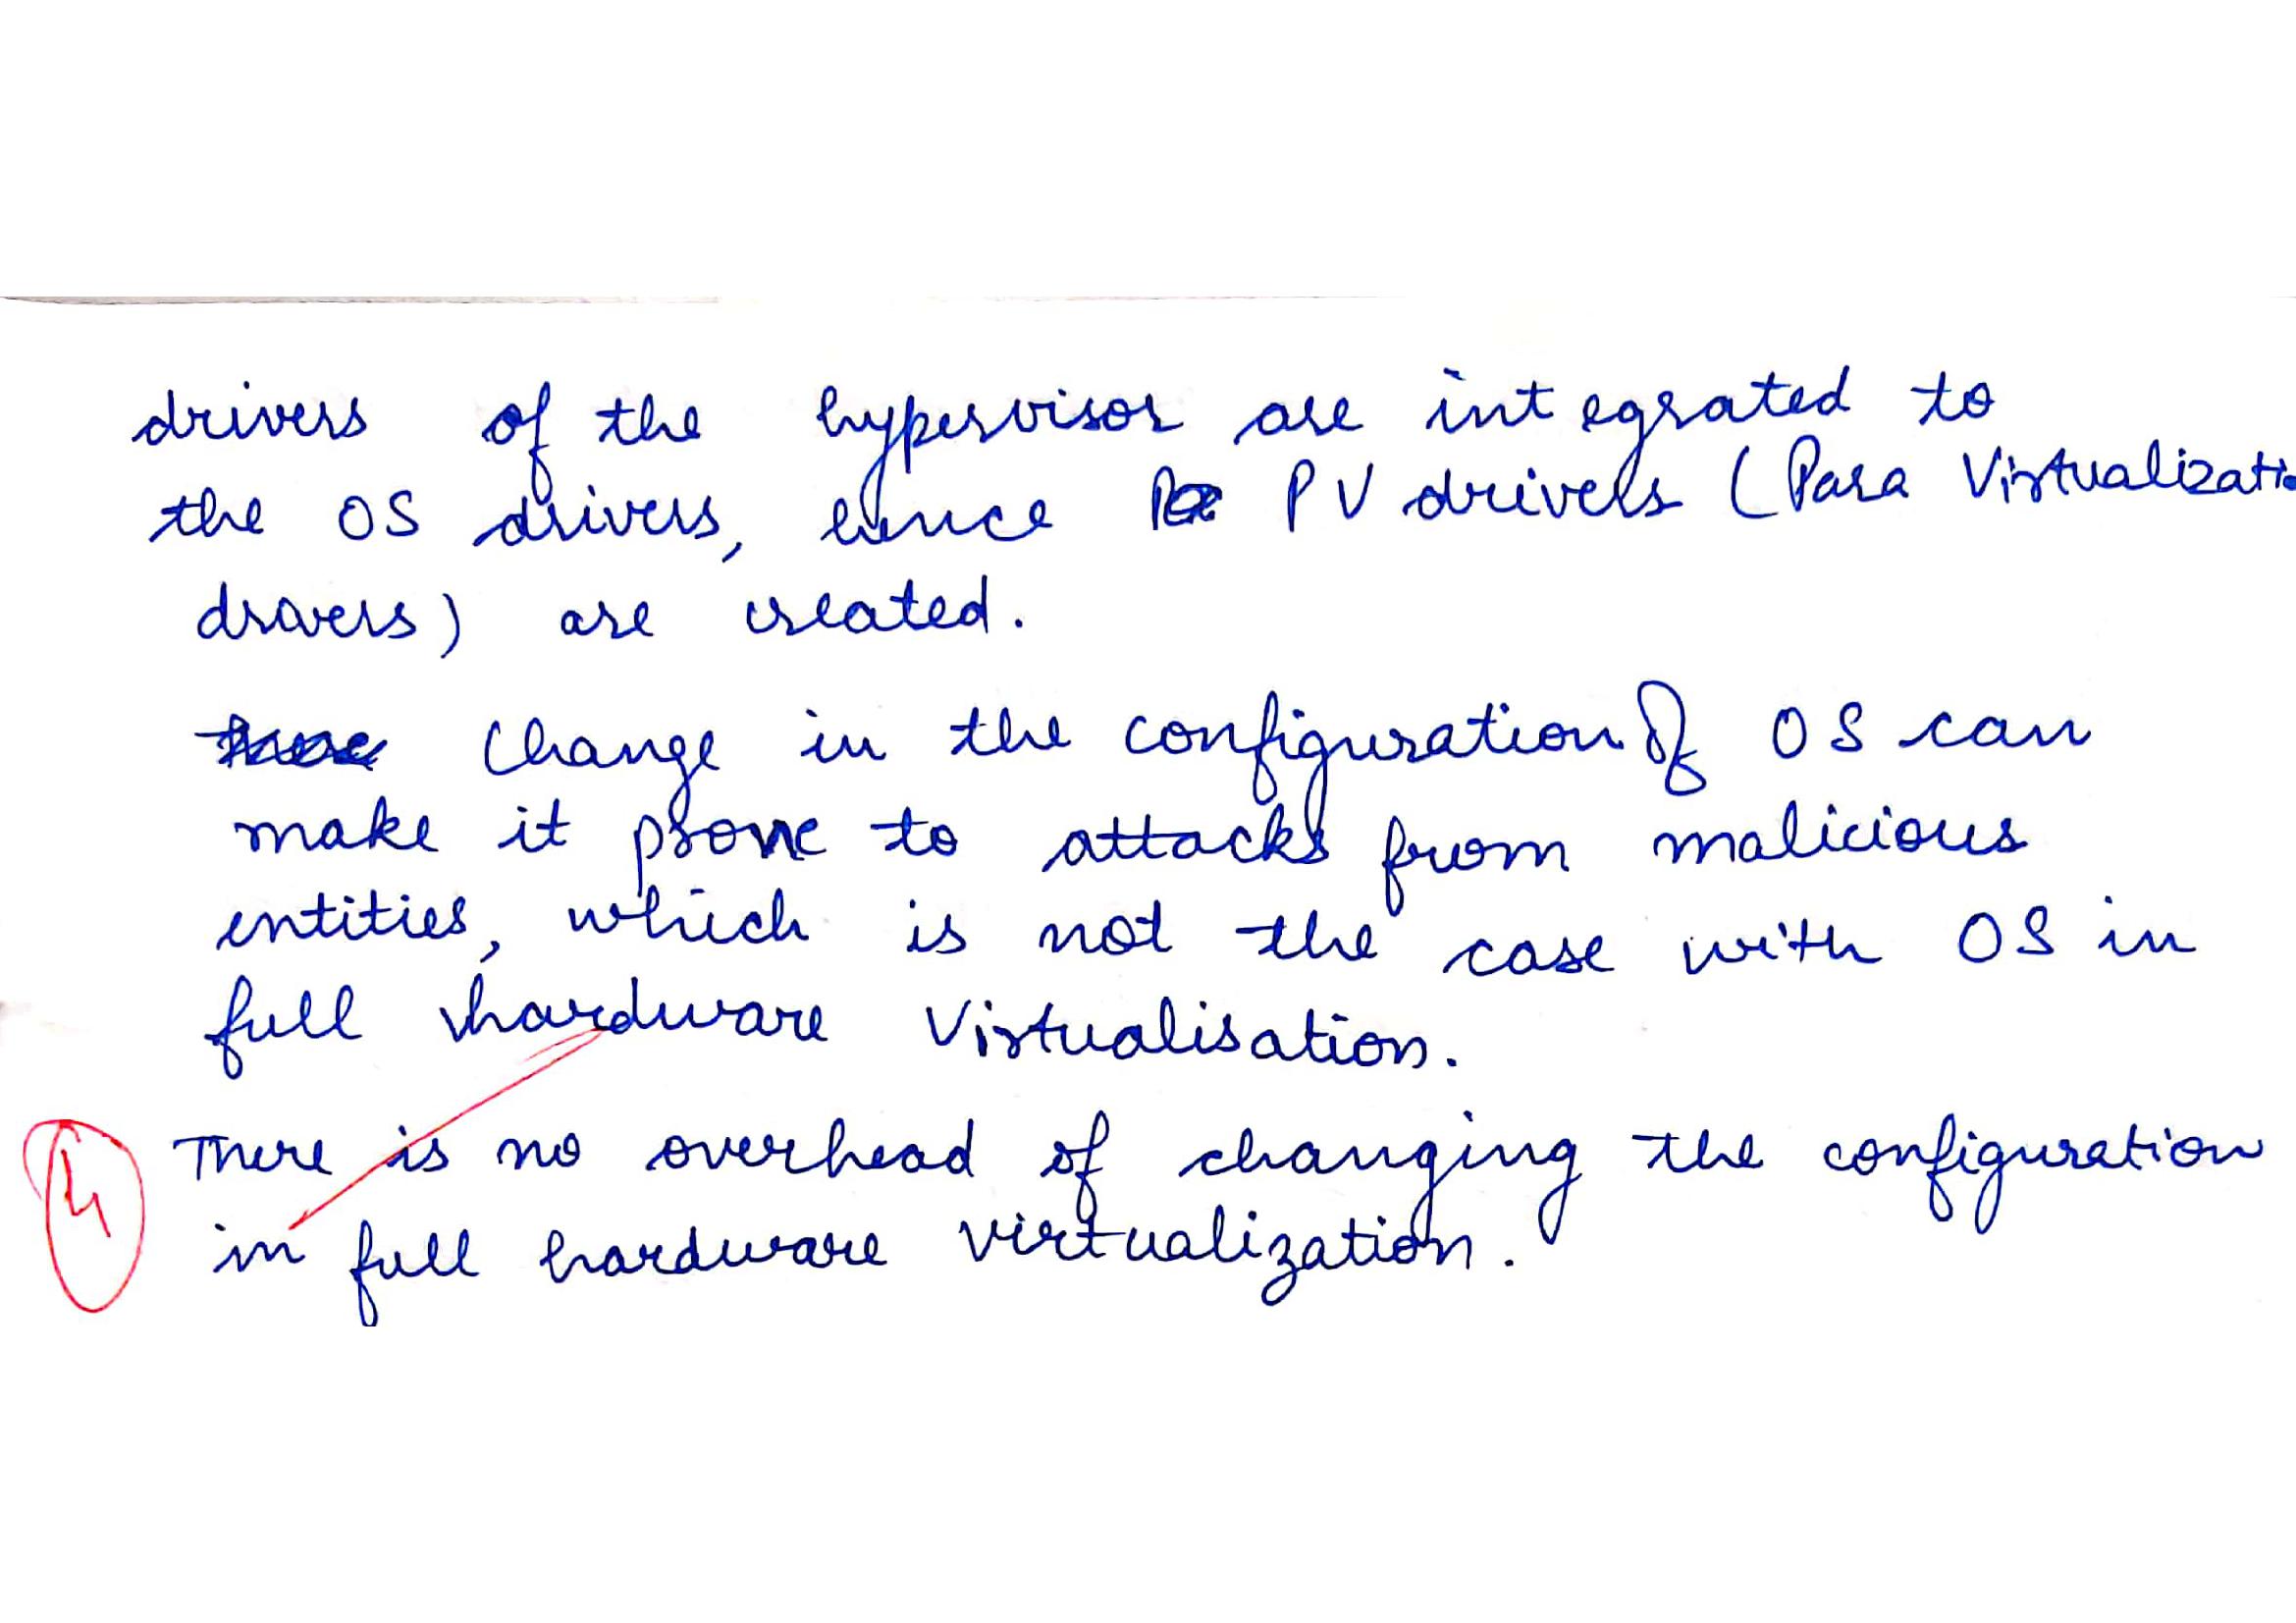 drivers of the hypervisor are integrated to
the OS drivers, hence PV drivers (Para Virtualizatio
drivers) are created.
Change in the configuration of OS can
make it prone to attacks from malicious
entities, which is not the case with OS in
full hardware Virtualisation.
There is no overhead of changing the configuration
4
in full hardware virtualization.